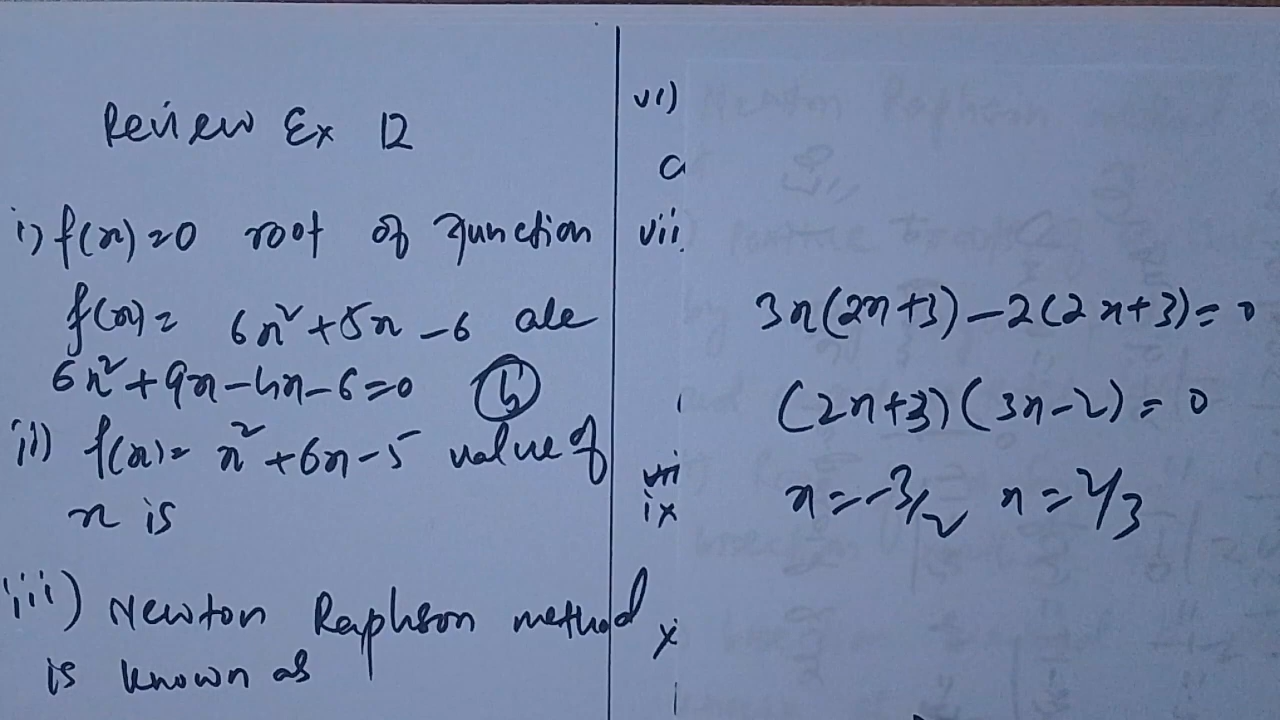 Review Ex 12
i) f(x)=0 root of function
f(x)= 6x²+5x-6 are
6x²+9x-4x-6=0 (b)
ii) f(x)= x²+6x-5 value of
x is
iii) Newton Raphson method
is known as
vi)
a
vii
viii
ix
x
3x(2x+3)-2(2x+3)=0
(2x+3)(3x-2)=0
x=-3/2 x=2/3